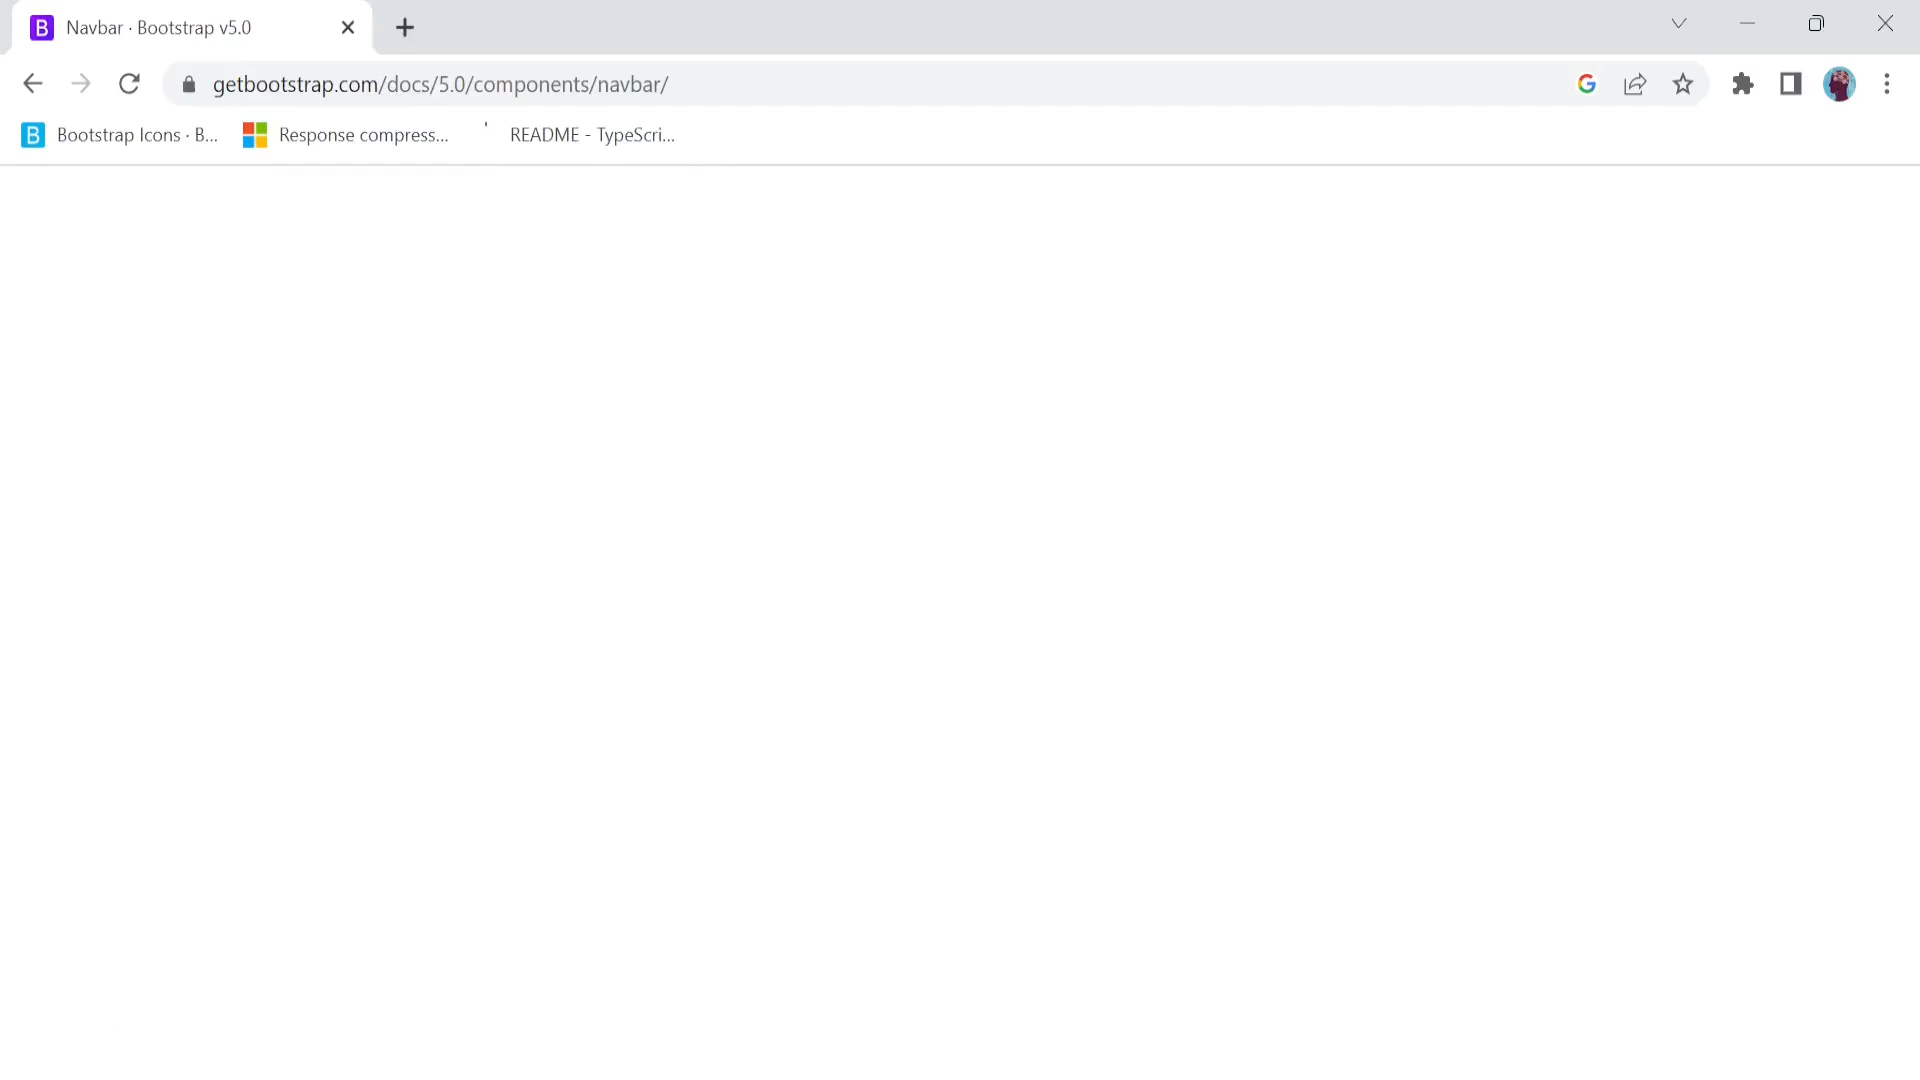 Navbar · Bootstrap v5.0
getbootstrap.com/docs/5.0/components/navbar/
Bootstrap Icons · B... Response compress... README - TypeScri...